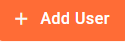 + Add User